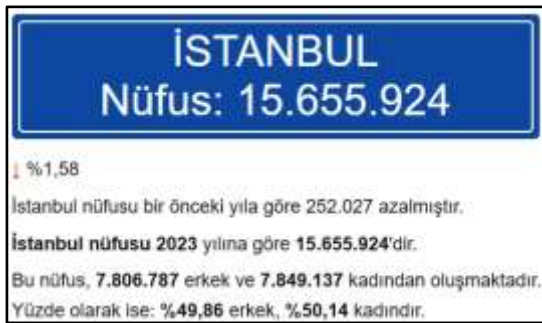 İSTANBUL
Nüfus: 15.655.924
↓ %1,58
İstanbul nüfusu bir önceki yıla göre 252.027 azalmıştır.
İstanbul nüfusu 2023 yılına göre 15.655.924'dir.
Bu nüfus, 7.806.787 erkek ve 7.849.137 kadından oluşmaktadır.
Yüzde olarak ise: %49,86 erkek, %50,14 kadındır.